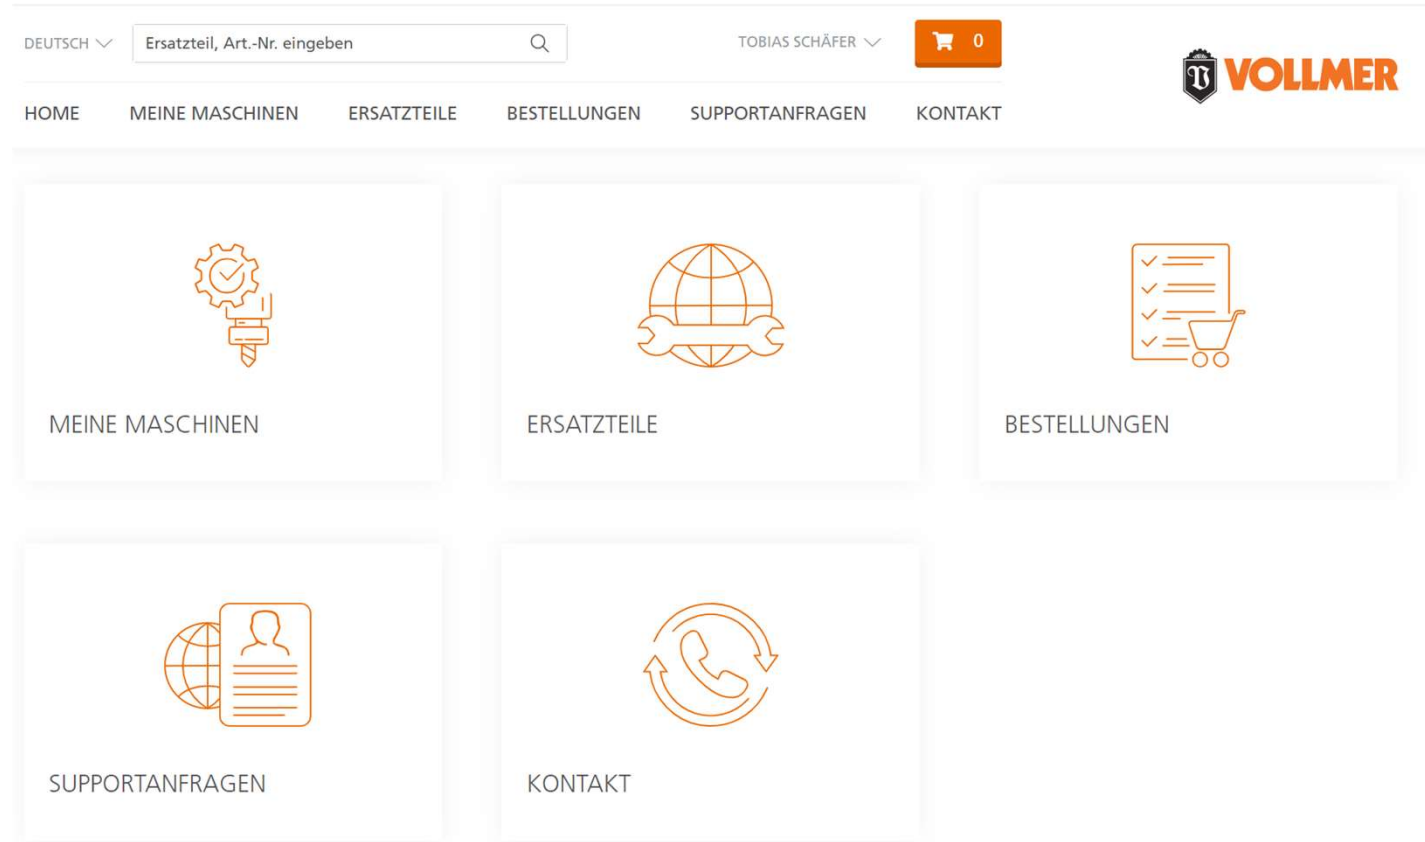 DEUTSCH
Ersatzteil, Art.-Nr. eingeben
TOBIAS SCHÄFER
0
VOLLMER
HOME
MEINE MASCHINEN
ERSATZTEILE
BESTELLUNGEN
SUPPORTANFRAGEN
KONTAKT
MEINE MASCHINEN
ERSATZTEILE
BESTELLUNGEN
SUPPORTANFRAGEN
KONTAKT